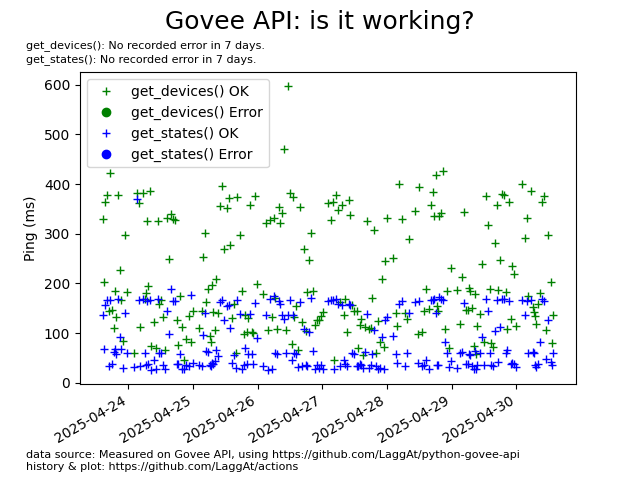 Govee API: is it working?
get_devices(): No recorded error in 7 days.
get_states(): No recorded error in 7 days.
get_devices() OK
get_devices() Error
get_states() OK
get_states() Error
Ping (ms)
600
500
400
300
200
100
0
2025-04-24
2025-04-25
2025-04-26
2025-04-27
2025-04-28
2025-04-29
2025-04-30
data source: Measured on Govee API, using https://github.com/LaggAt/python-govee-api
history & plot: https://github.com/LaggAt/actions